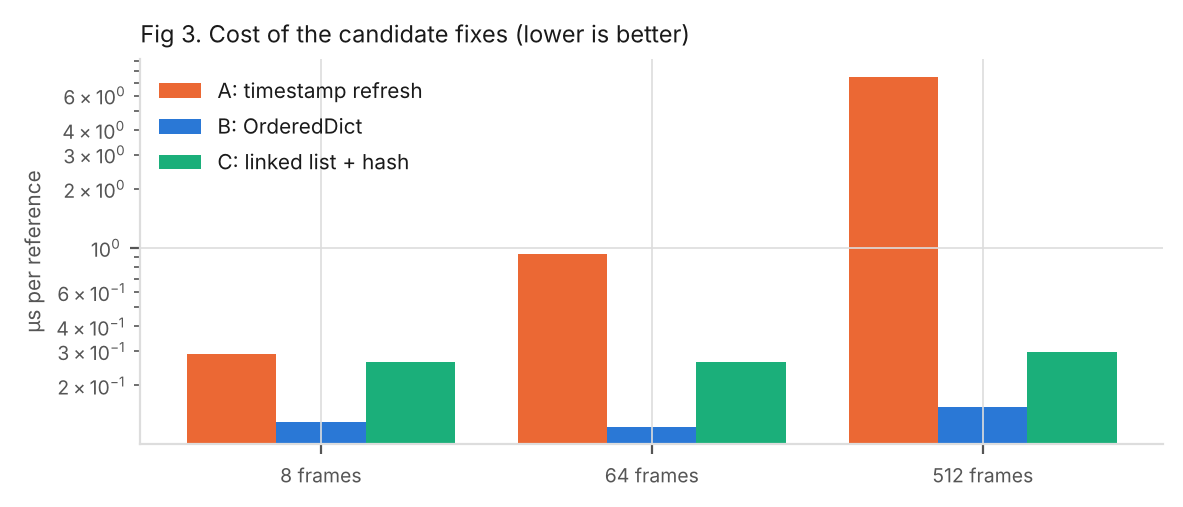 Fig 3. Cost of the candidate fixes (lower is better)
A: timestamp refresh
B: OrderedDict
C: linked list + hash
µs per reference
6 × 10⁰
4 × 10⁰
3 × 10⁰
2 × 10⁰
10⁰
6 × 10⁻¹
4 × 10⁻¹
3 × 10⁻¹
2 × 10⁻¹
8 frames
64 frames
512 frames